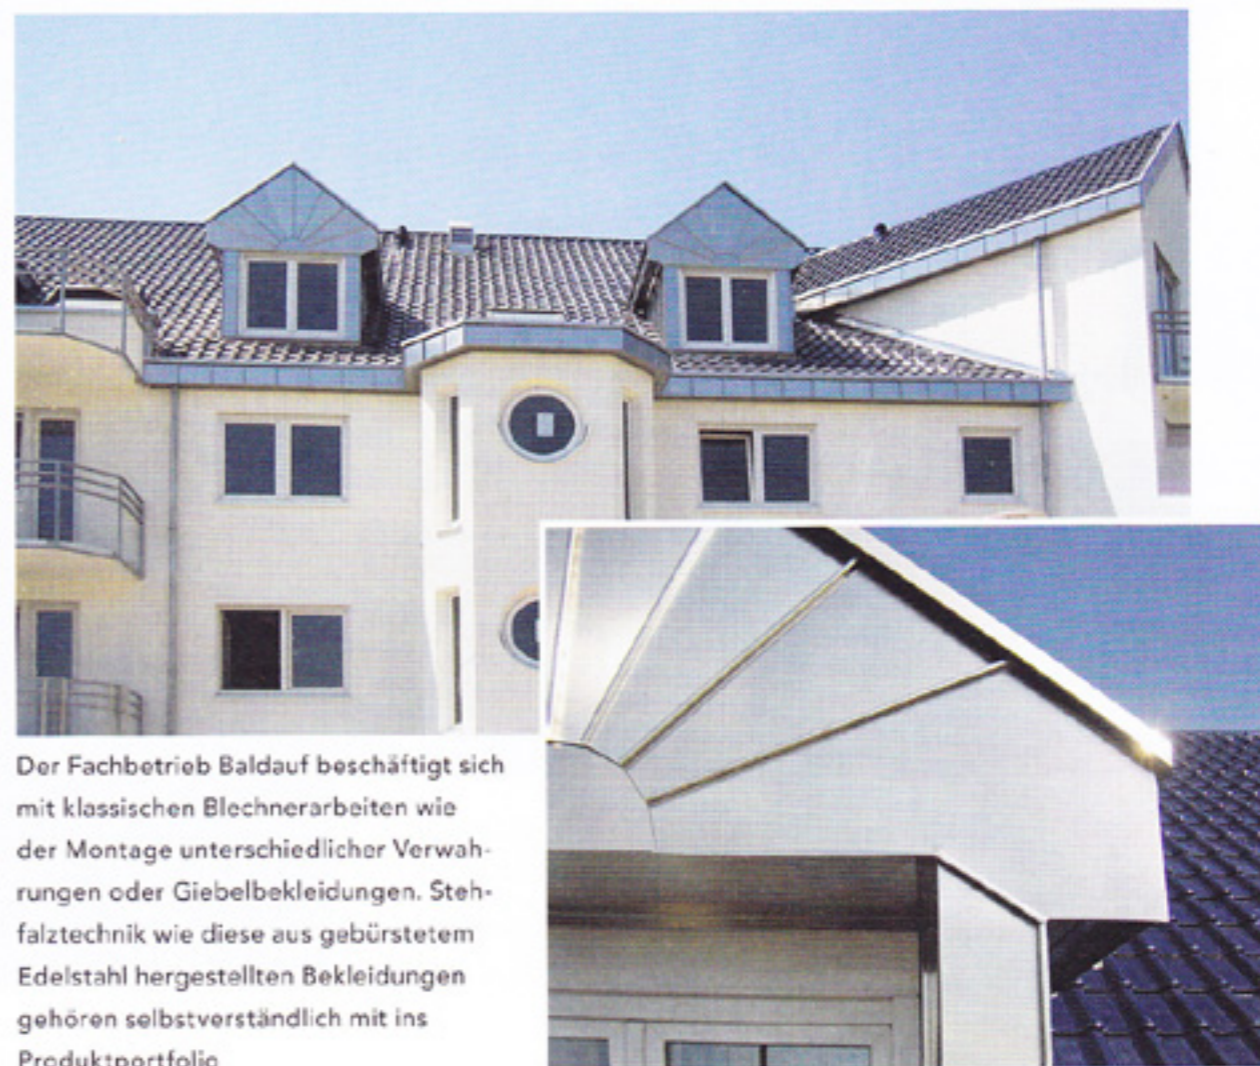 Der Fachbetrieb Baldauf beschäftigt sich
mit klassischen Blechnerarbeiten wie
der Montage unterschiedlicher Verwah-
rungen oder Giebelbekleidungen. Steh-
falztechnik wie diese aus gebürstetem
Edelstahl hergestellten Bekleidungen
gehören selbstverständlich mit ins
Produktportfolio